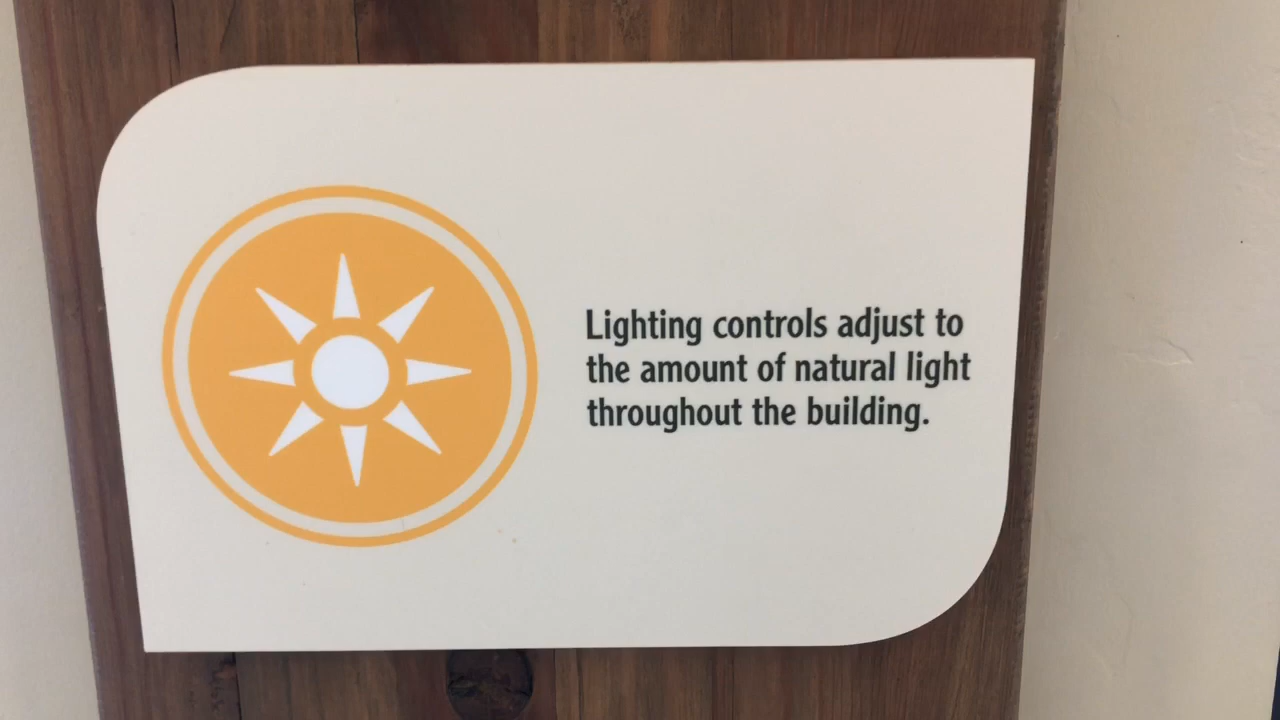 Lighting controls adjust to
the amount of natural light
throughout the building.